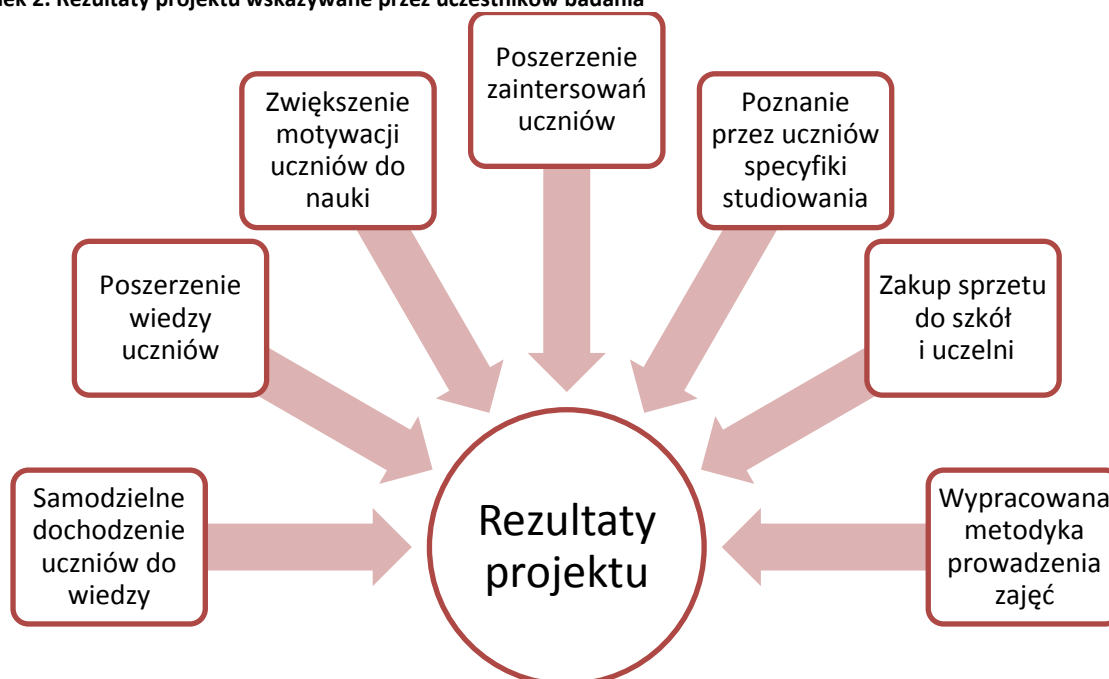 nek 2. Rezultaty projektu wskazywane przez uczestników badania
Samodzielne
dochodzenie
uczniów do
wiedzy
Poszerzenie
wiedzy
uczniów
Zwiększenie
motywacji
uczniów do
nauki
Poszerzenie
zaintersowań
uczniów
Poznanie
przez uczniów
specyfiki
studiowania
Zakup sprzetu
do szkół
i uczelni
Wypracowana
metodyka
prowadzenia
zajęć
Rezultaty
projektu